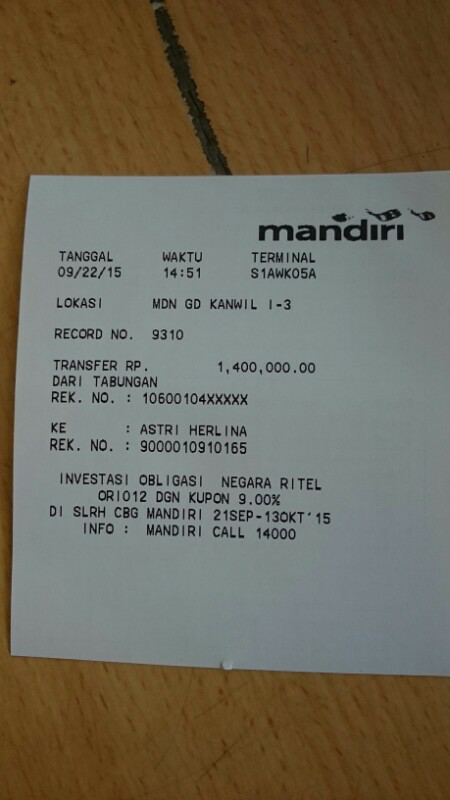 mandiri
TANGGAL WAKTU TERMINAL
09/22/15 14:51 S1AWK05A
LOKASI MDN GD KANWIL I-3
RECORD NO. 9310
TRANSFER RP. 1,400,000.00
DARI TABUNGAN
REK. NO. : 10600104XXXXX
KE : ASTRI HERLINA
REK. NO. : 9000010910165
INVESTASI OBLIGASI NEGARA RITEL
ORI012 DGN KUPON 9.00%
DI SLRH CBG MANDIRI 21SEP-13OKT'15
INFO : MANDIRI CALL 14000